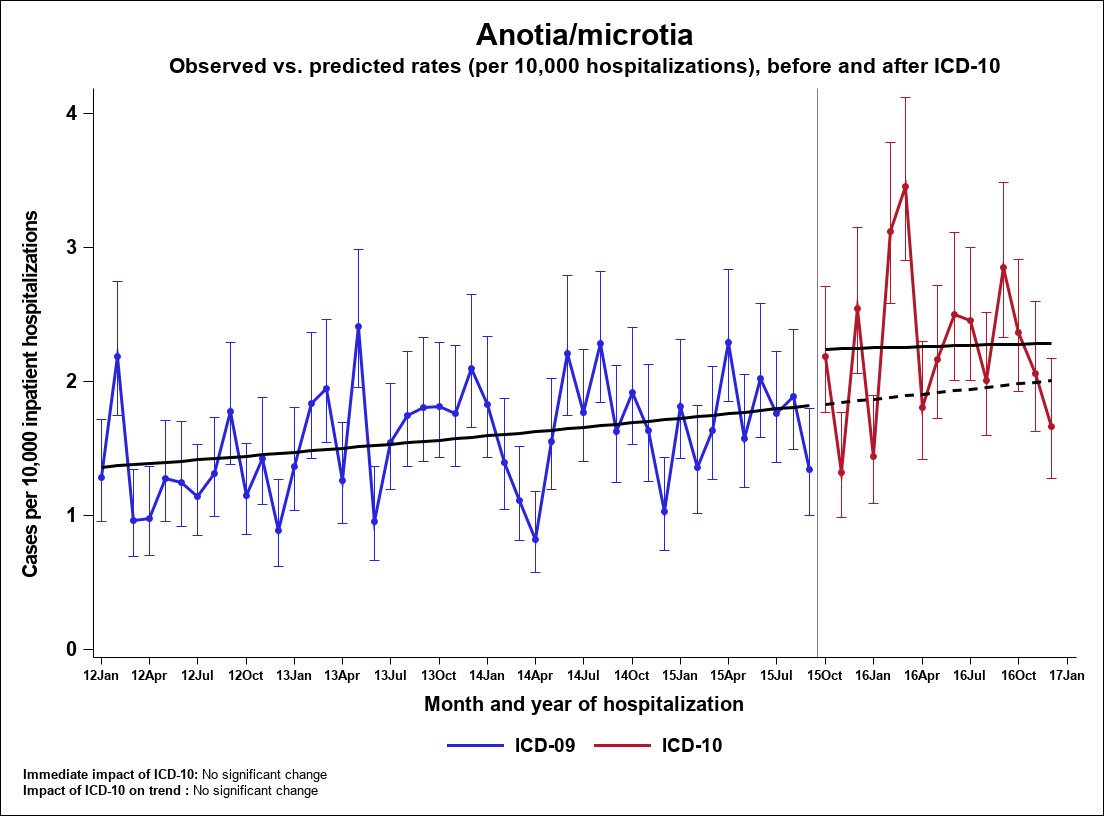 Anotia/microtia
Observed vs. predicted rates (per 10,000 hospitalizations), before and after ICD-10
Cases per 10,000 inpatient hospitalizations
4
3
2
1
0
12Jan 12Apr 12Jul 12Oct 13Jan 13Apr 13Jul 13Oct 14Jan 14Apr 14Jul 14Oct 15Jan 15Apr 15Jul 15Oct 16Jan 16Apr 16Jul 16Oct 17Jan
Month and year of hospitalization
ICD-09 ICD-10
Immediate impact of ICD-10: No significant change
Impact of ICD-10 on trend : No significant change